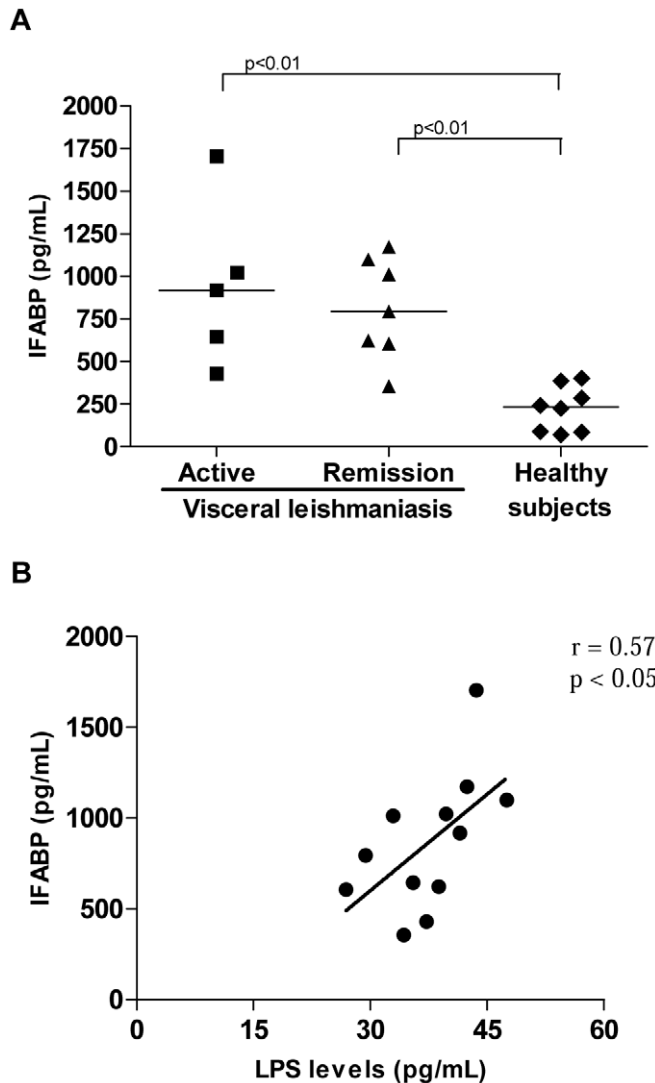 A
p<0.01
p<0.01
2000
1750
1500
1250
1000
750
500
250
0
IFABP (pg/mL)
Active Remission Healthy
Visceral leishmaniasis subjects
B
r = 0.57
p < 0.05
2000
1500
1000
500
0
IFABP (pg/mL)
0 15 30 45 60
LPS levels (pg/mL)